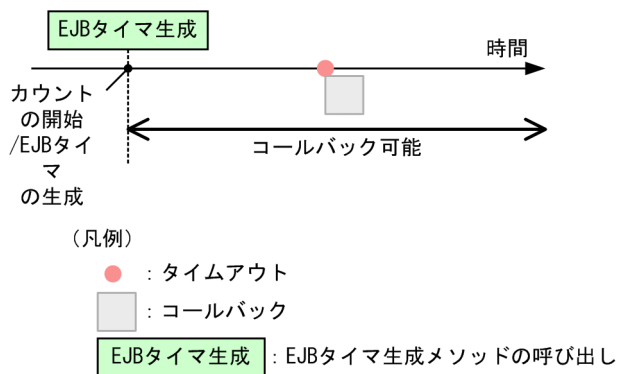 EJBタイマ生成
時間
カウント
の開始
/EJBタイ
マ
の生成
コールバック可能
（凡例）
：タイムアウト
：コールバック
EJBタイマ生成：EJBタイマ生成メソッドの呼び出し